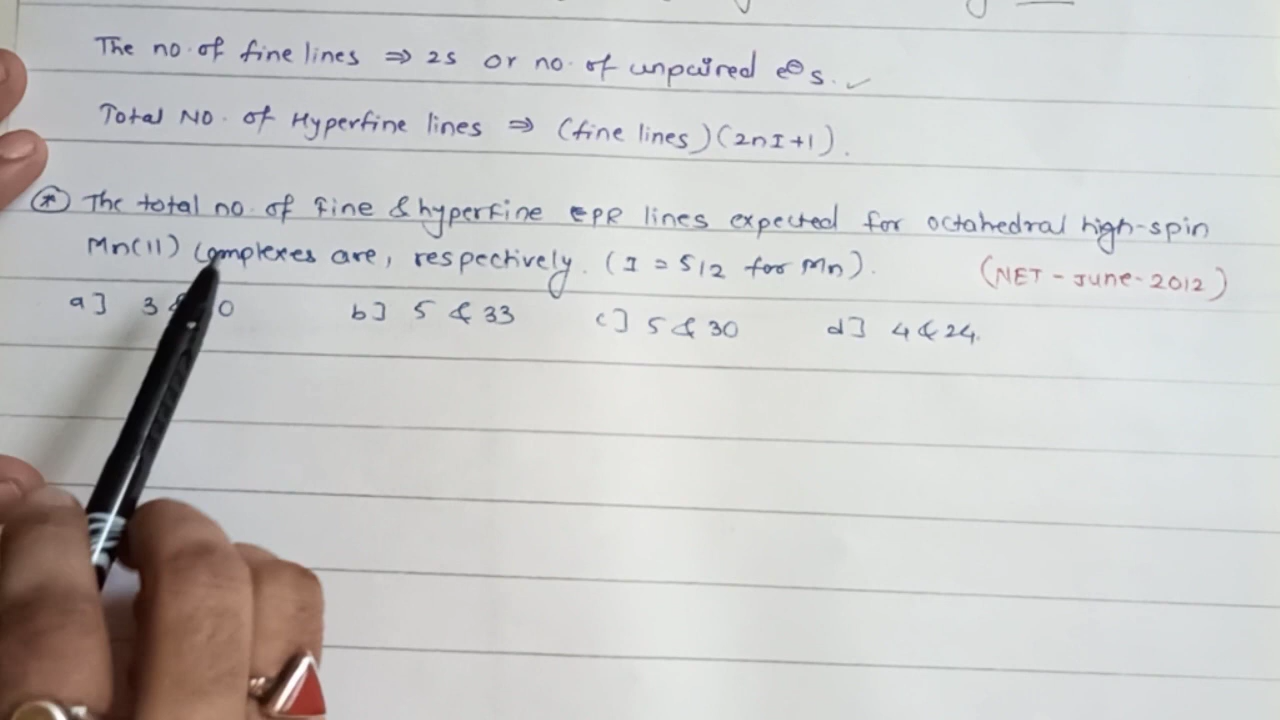 The no. of fine lines ⇒ 2s or no. of unpaired e⊖s. ✓
Total NO. of Hyperfine lines ⇒ (fine lines)(2nI+1).
(*) The total no. of Fine & hyperfine EPR lines expected for octahedral high-spin
Mn(II) Complexes are, respectively. (I = 5/2 for Mn). (NET - June - 2012)
a] 3 & 0 b] 5 & 33 c] 5 & 30 d] 4 & 24.